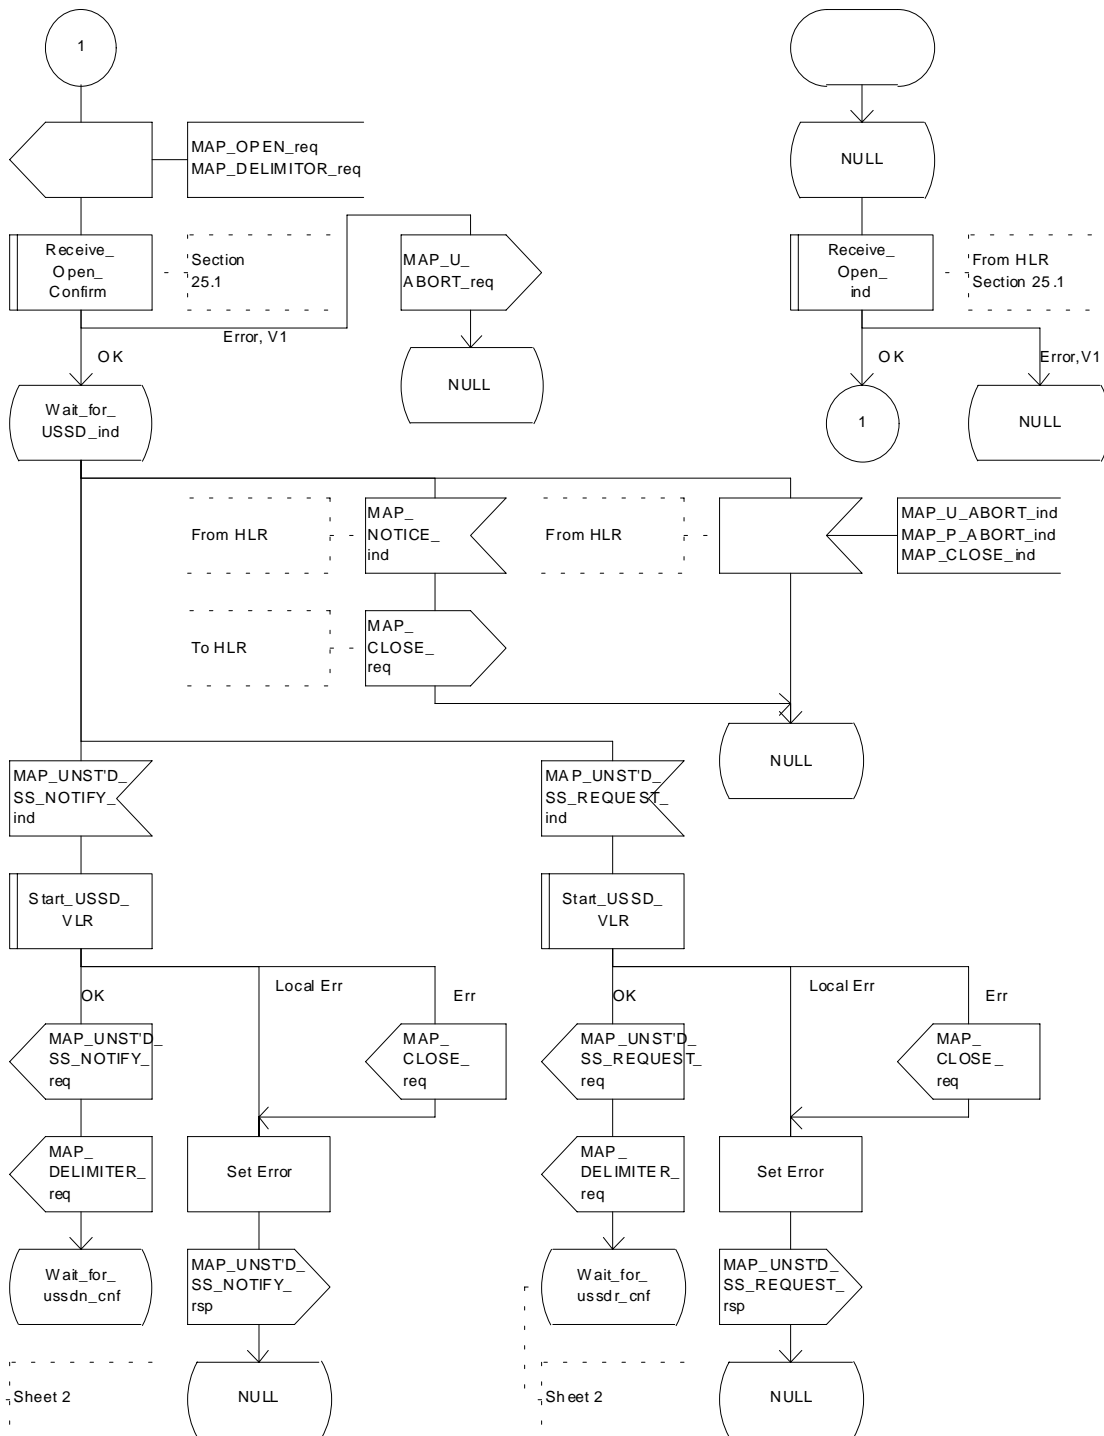 1
MAP_OPEN_req
MAP_DELIMITOR_req
NULL
Receive_
Open_
Confirm
Section
25.1
MAP_U_
ABORT_req
Receive_
Open_
ind
From HLR
Section 25.1
Error, V1
OK
NULL
OK
Error,V1
Wait_for_
USSD_ind
1
NULL
From HLR
MAP_
NOTICE_
ind
From HLR
MAP_U_ABORT_ind
MAP_P_ABORT_ind
MAP_CLOSE_ind
To HLR
MAP_
CLOSE_
req
NULL
MAP_UNST'D_
SS_NOTIFY_
ind
MAP_UNST'D_
SS_REQUEST_
ind
Start_USSD_
VLR
Start_USSD_
VLR
OK
Local Err
Err
OK
Local Err
Err
MAP_UNST'D_
SS_NOTIFY_
req
MAP_
CLOSE_
req
MAP_UNST'D_
SS_REQUEST_
req
MAP_
CLOSE_
req
MAP_
DELIMITER_
req
Set Error
MAP_
DELIMITER_
req
Set Error
Wait_for_
ussdn_cnf
MAP_UNST'D_
SS_NOTIFY_
rsp
Wait_for_
ussdr_cnf
MAP_UNST'D_
SS_REQUEST_
rsp
Sheet 2
NULL
Sheet 2
NULL